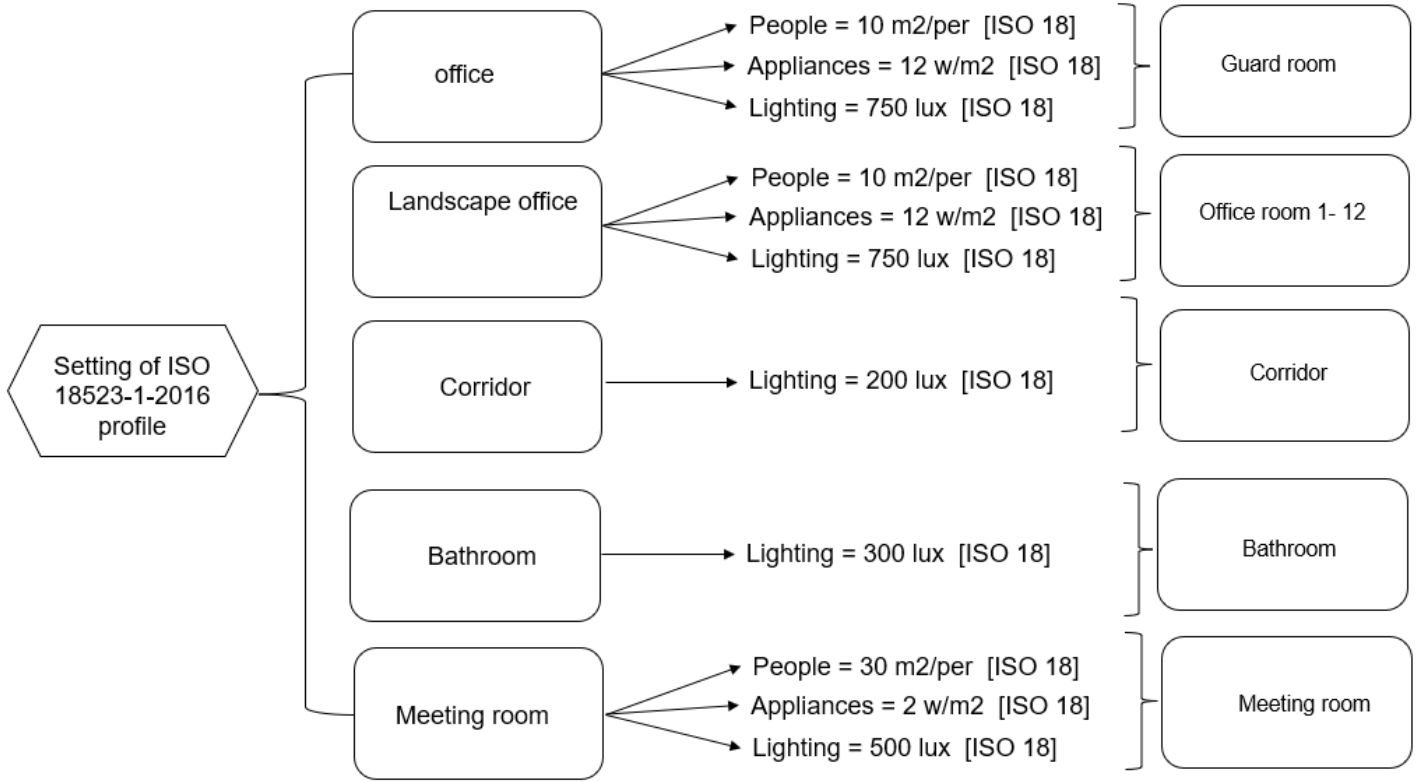 Setting of ISO
18523-1-2016
profile
office
People = 10 m2/per [ISO 18]
Appliances = 12 w/m2 [ISO 18]
Lighting = 750 lux [ISO 18]
Guard room
Landscape office
People = 10 m2/per [ISO 18]
Appliances = 12 w/m2 [ISO 18]
Lighting = 750 lux [ISO 18]
Office room 1- 12
Corridor
Lighting = 200 lux [ISO 18]
Corridor
Bathroom
Lighting = 300 lux [ISO 18]
Bathroom
Meeting room
People = 30 m2/per [ISO 18]
Appliances = 2 w/m2 [ISO 18]
Lighting = 500 lux [ISO 18]
Meeting room